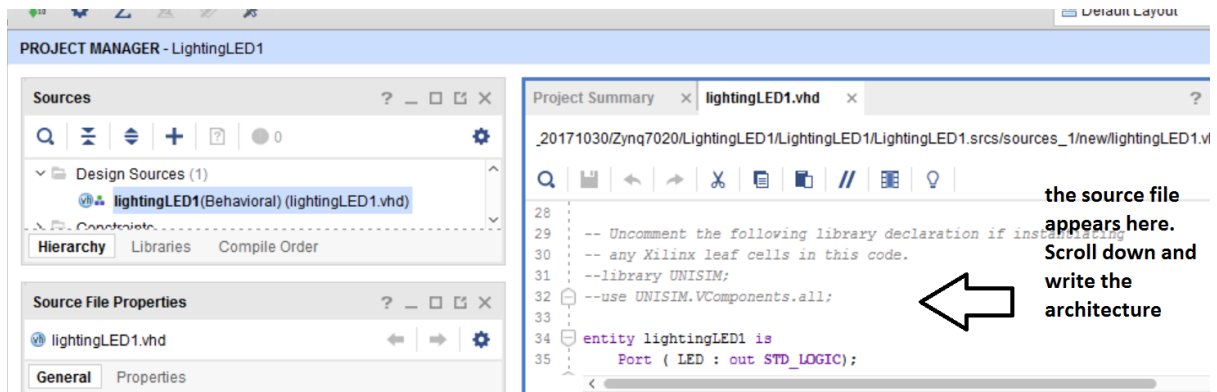 Default Layout
PROJECT MANAGER - LightingLED1
Sources
? _ □ X
0
Design Sources (1)
lightingLED1(Behavioral) (lightingLED1.vhd)
Constraints
Hierarchy Libraries Compile Order
Source File Properties
? _ □ X
lightingLED1.vhd
General Properties
Project Summary × lightingLED1.vhd ×
?
_20171030/Zynq7020/LightingLED1/LightingLED1/LightingLED1.srcs/sources_1/new/lightingLED1.vh
28
29 -- Uncomment the following library declaration if instantiating
30 -- any Xilinx leaf cells in this code.
31 --library UNISIM;
32 --use UNISIM.VComponents.all;
33
34 entity lightingLED1 is
35 Port ( LED : out STD_LOGIC);
the source file
appears here.
Scroll down and
write the
architecture